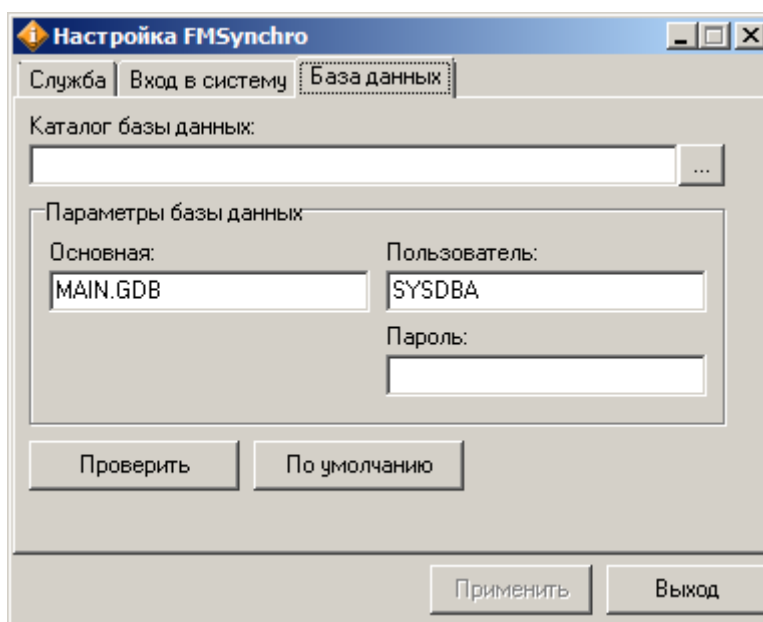 Настройка FMSynchro
Служба Вход в систему База данных
Каталог базы данных:
...
Параметры базы данных
Основная: Пользователь:
MAIN.GDB SYSDBA
Пароль:
Проверить По умолчанию
Применить Выход